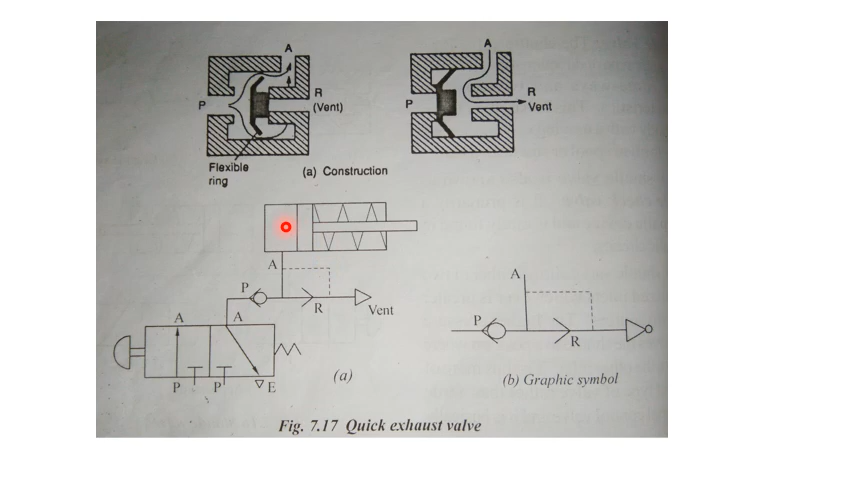 A
A
P
R
(Vent)
P
R
Vent
Flexible
ring
(a) Construction
A
P
R
Vent
A
A
P
P
E
(a)
A
P
R
(b) Graphic symbol
Fig. 7.17 Quick exhaust valve